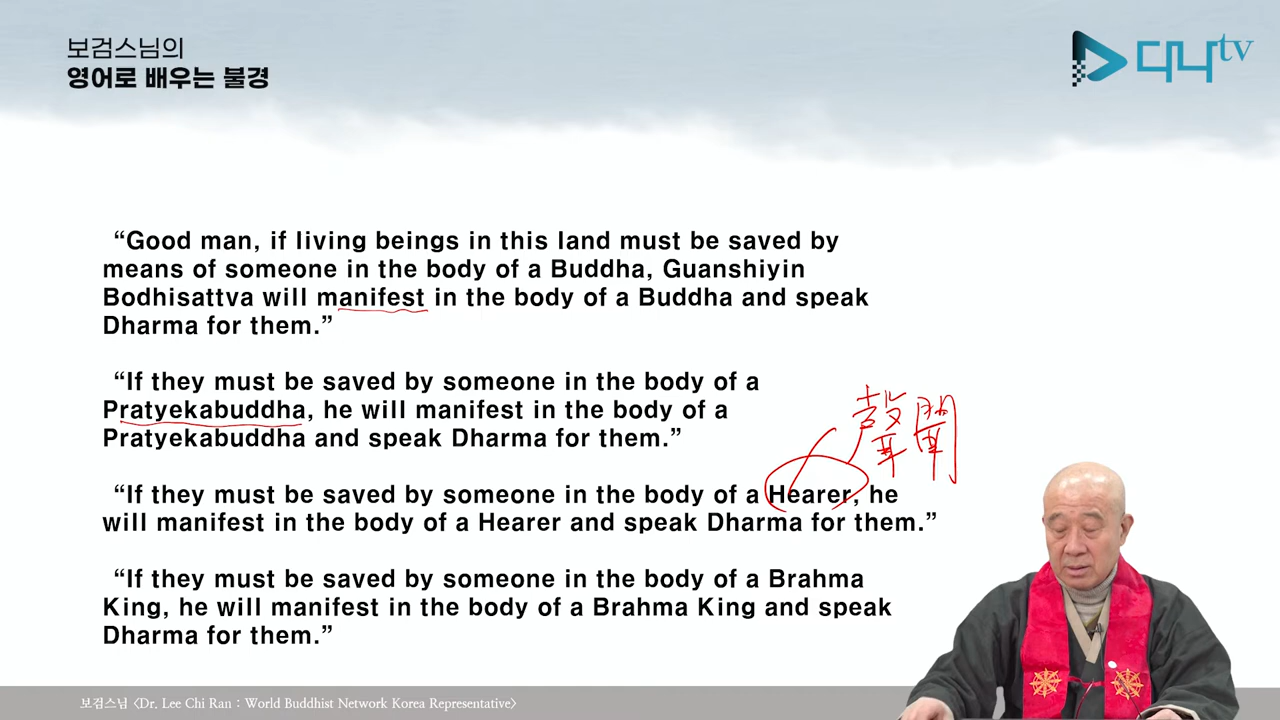 보검스님의
영어로 배우는 불경
다나tv
“Good man, if living beings in this land must be saved by
means of someone in the body of a Buddha, Guanshiyin
Bodhisattva will manifest in the body of a Buddha and speak
Dharma for them.”
“If they must be saved by someone in the body of a
Pratyekabuddha, he will manifest in the body of a
Pratyekabuddha and speak Dharma for them.”
聲聞
“If they must be saved by someone in the body of a Hearer, he
will manifest in the body of a Hearer and speak Dharma for them.”
“If they must be saved by someone in the body of a Brahma
King, he will manifest in the body of a Brahma King and speak
Dharma for them.”
보검스님 〈Dr. Lee Chi Ran : World Buddhist Network Korea Representative〉